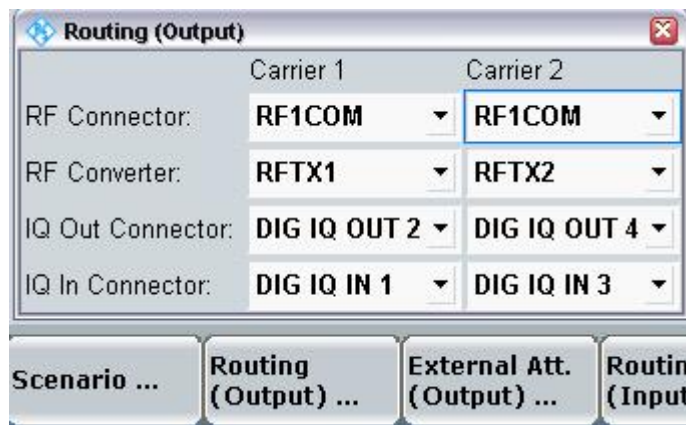 Routing (Output)
Carrier 1 Carrier 2
RF Connector: RF1COM RF1COM
RF Converter: RFTX1 RFTX2
IQ Out Connector: DIG IQ OUT 2 DIG IQ OUT 4
IQ In Connector: DIG IQ IN 1 DIG IQ IN 3
Scenario ...
Routing
(Output) ...
External Att.
(Output) ...
Routin
(Input